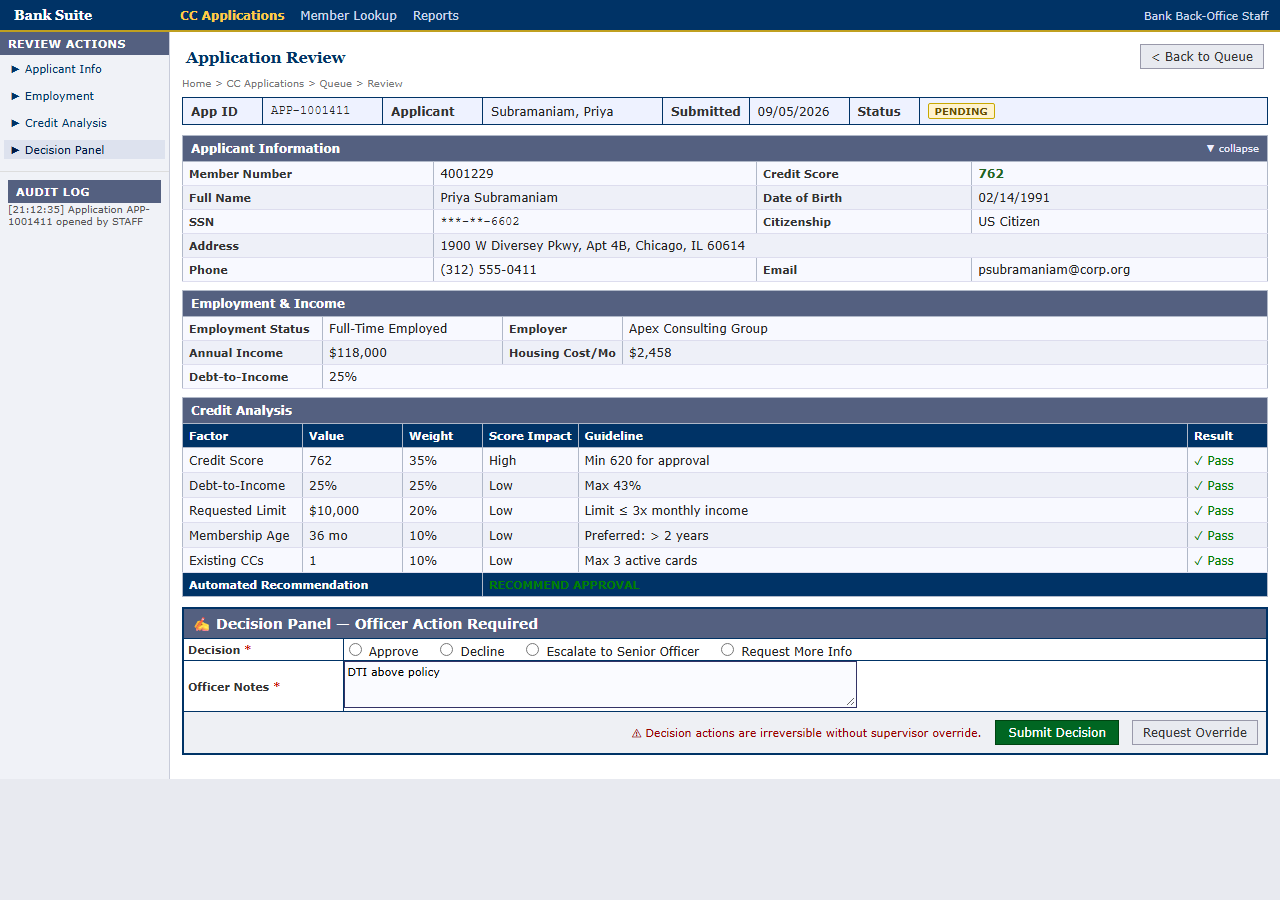 Bank Suite CC Applications Member Lookup Reports Bank Back-Office Staff
REVIEW ACTIONS
► Applicant Info
► Employment
► Credit Analysis
► Decision Panel
AUDIT LOG
[21:12:35] Application APP-
1001411 opened by STAFF
Application Review
< Back to Queue
Home > CC Applications > Queue > Review
App ID APP-1001411 Applicant Subramaniam, Priya Submitted 09/05/2026 Status PENDING
Applicant Information ▼ collapse
Member Number 4001229 Credit Score 762
Full Name Priya Subramaniam Date of Birth 02/14/1991
SSN ***-**-6602 Citizenship US Citizen
Address 1900 W Diversey Pkwy, Apt 4B, Chicago, IL 60614
Phone (312) 555-0411 Email psubramaniam@corp.org
Employment & Income
Employment Status Full-Time Employed Employer Apex Consulting Group
Annual Income $118,000 Housing Cost/Mo $2,458
Debt-to-Income 25%
Credit Analysis
Factor Value Weight Score Impact Guideline Result
Credit Score 762 35% High Min 620 for approval ✓ Pass
Debt-to-Income 25% 25% Low Max 43% ✓ Pass
Requested Limit $10,000 20% Low Limit ≤ 3x monthly income ✓ Pass
Membership Age 36 mo 10% Low Preferred: > 2 years ✓ Pass
Existing CCs 1 10% Low Max 3 active cards ✓ Pass
Automated Recommendation RECOMMEND APPROVAL
✍ Decision Panel — Officer Action Required
Decision * Approve Decline Escalate to Senior Officer Request More Info
Officer Notes * DTI above policy
⚠ Decision actions are irreversible without supervisor override. Submit Decision Request Override